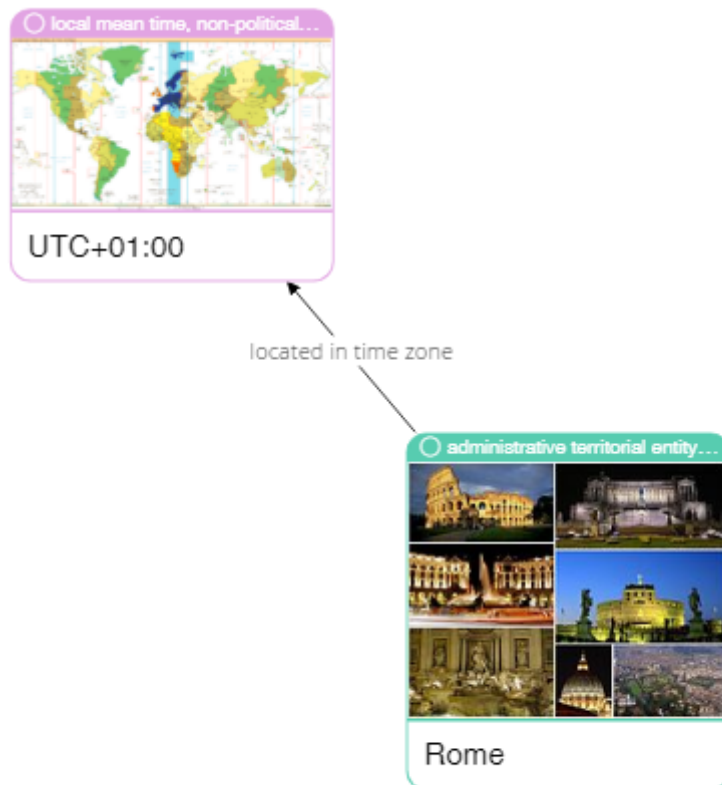 local mean time, non-political...
UTC+01:00
located in time zone
administrative territorial entity...
Rome